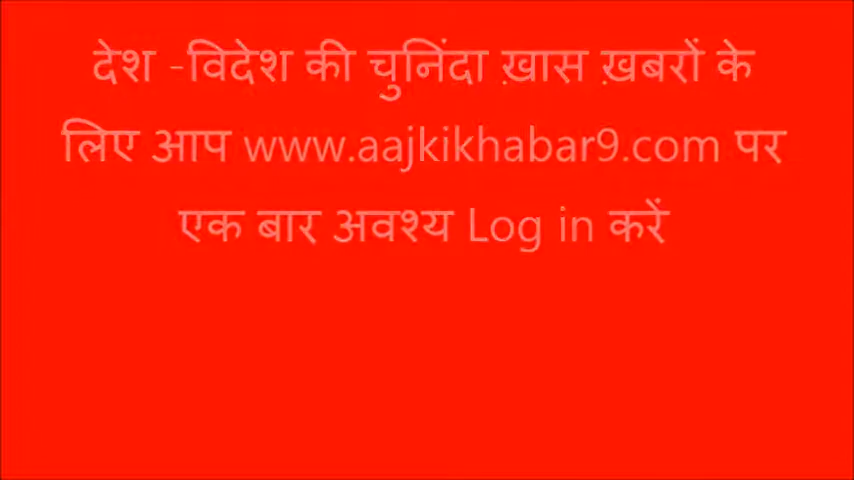 देश -विदेश की चुनिंदा ख़ास ख़बरों के
लिए आप www.aajkikhabar9.com पर
एक बार अवश्य Log in करें